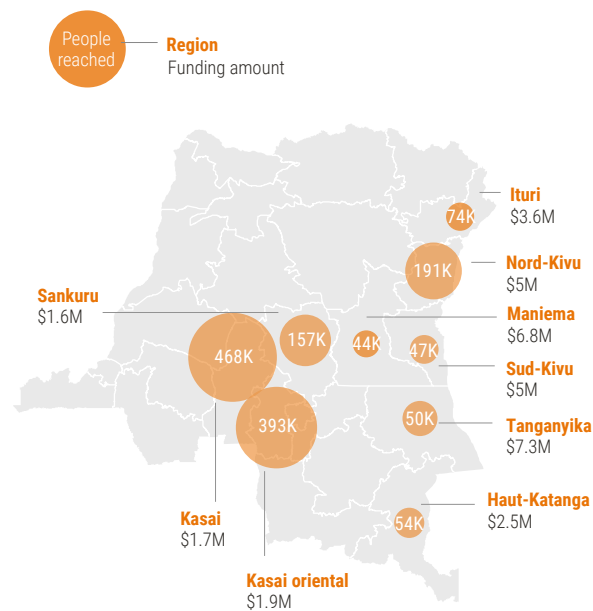 People
reached
Region
Funding amount
Ituri
$3.6M
74K
Nord-Kivu
$5M
191K
Sankuru
$1.6M
Maniema
$6.8M
157K
44K
47K
468K
Sud-Kivu
$5M
393K
50K
Tanganyika
$7.3M
Haut-Katanga
$2.5M
54K
Kasai
$1.7M
Kasai oriental
$1.9M